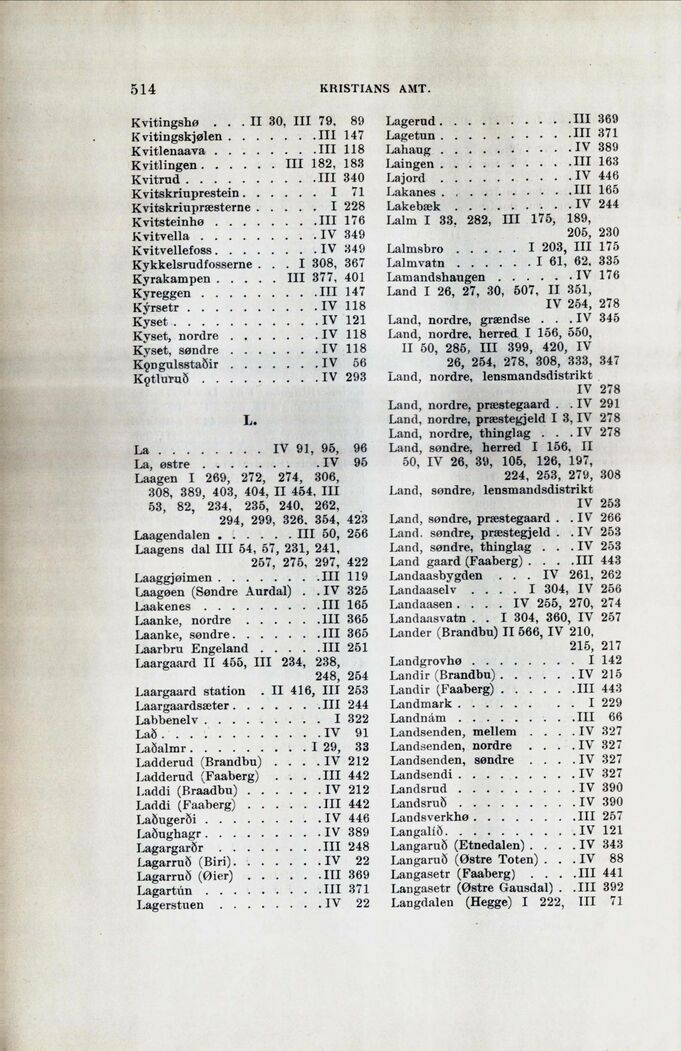 514
KRISTIANS AMT.
Kvitingshø . . . II 30, III 79, 89
Kvitingskjølen . . . . . . . III 147
Kvitlenaava . . . . . . . . III 118
Kvitlingen . . . . . . III 182, 183
Kvitrud . . . . . . . . . . III 340
Kvitskriuprestein . . . . . . I 71
Kvitskriupræsterne . . . . . I 228
Kvitsteinhø . . . . . . . . III 176
Kvitvella . . . . . . . . . IV 349
Kvitvellefoss . . . . . . . . IV 349
Kykkelsrudfosserne . . . I 308, 367
Kyrakampen . . . . . III 377, 401
Kyreggen . . . . . . . . . III 147
Kýrsetr . . . . . . . . . . IV 118
Kyset . . . . . . . . . . . IV 121
Kyset, nordre . . . . . . . IV 118
Kyset, søndre . . . . . . . IV 118
Kǫngulsstaðir . . . . . . . IV 56
Kǫtluruð . . . . . . . . . IV 293
L.
La . . . . . . . . IV 91, 95, 96
La, østre . . . . . . . . . IV 95
Laagen I 269, 272, 274, 306,
308, 389, 403, 404, II 454, III
53, 82, 234, 235, 240, 262,
294, 299, 326, 354, 423
Laagendalen . . . . . . III 50, 256
Laagens dal III 54, 57, 231, 241,
257, 275, 297, 422
Laaggjøimen . . . . . . . . III 119
Laagøen (Søndre Aurdal) . . IV 325
Laakenes . . . . . . . . . III 165
Laanke, nordre . . . . . . III 365
Laanke, søndre . . . . . . . III 365
Laarbru Engeland . . . . . III 251
Laargaard II 455, III 234, 238,
248, 254
Laargaard station . II 416, III 253
Laargaardsæter . . . . . . . III 244
Labbenelv . . . . . . . . . I 322
Lað . . . . . . . . . . . . IV 91
Laðalmr . . . . . . . . . I 29, 33
Ladderud (Brandbu) . . . . IV 212
Ladderud (Faaberg) . . . . III 442
Laddi (Braadbu) . . . . . . IV 212
Laddi (Faaberg) . . . . . . III 442
Laðugerði . . . . . . . . . IV 446
Laðughagr . . . . . . . . . IV 389
Lagargarðr . . . . . . . . III 248
Lagarruð (Biri) . . . . . . . IV 22
Lagarruð (Øier) . . . . . . III 369
Lagartún . . . . . . . . . III 371
Lagerstuen . . . . . . . . IV 22
Lagerud . . . . . . . . . . III 369
Lagetun . . . . . . . . . . III 371
Lahaug . . . . . . . . . . IV 389
Laingen . . . . . . . . . . III 163
Lajord . . . . . . . . . . IV 446
Lakanes . . . . . . . . . . III 165
Lakebæk . . . . . . . . . IV 244
Lalm I 33, 282, III 175, 189,
205, 230
Lalmsbro . . . . . I 203, III 175
Lalmvatn . . . . . . I 61, 62, 335
Lamandshaugen . . . . . . IV 176
Land I 26, 27, 30, 507, II 351,
IV 254, 278
Land, nordre, grændse . . . IV 345
Land, nordre, herred I 156, 550,
II 50, 285, III 399, 420, IV
26, 254, 278, 308, 333, 347
Land, nordre, lensmandsdistrikt
IV 278
Land, nordre, præstegaard . . IV 291
Land, nordre, præstegjeld I 3, IV 278
Land, nordre, thinglag . . . IV 278
Land, søndre, herred I 156, II
50, IV 26, 39, 105, 126, 197,
224, 253, 279, 308
Land, søndre, lensmandsdistrikt
IV 253
Land, søndre, præstegaard . . IV 266
Land, søndre, præstegjeld . . IV 253
Land, søndre, thinglag . . . IV 253
Land gaard (Faaberg) . . . . III 443
Landaasbygden . . . IV 261, 262
Landaaselv . . . . I 304, IV 256
Landaasen . . . . IV 255, 270, 274
Landaasvatn . . I 304, 360, IV 257
Lander (Brandbu) II 566, IV 210,
215, 217
Landgrovhø . . . . . . . . I 142
Landir (Brandbu) . . . . . . IV 215
Landir (Faaberg) . . . . . . III 443
Landmark . . . . . . . . . I 229
Landnám . . . . . . . . . III 66
Landsenden, mellem . . . . IV 327
Landsenden, nordre . . . . IV 327
Landsenden, søndre . . . . IV 327
Landsendi . . . . . . . . . IV 327
Landsrud . . . . . . . . . IV 390
Landsruð . . . . . . . . . IV 390
Landsverkhø . . . . . . . . III 257
Langalíð . . . . . . . . . . IV 121
Langaruð (Etnedalen) . . . . IV 343
Langaruð (Østre Toten) . . . IV 88
Langasetr (Faaberg) . . . . III 441
Langasetr (Østre Gausdal) . . III 392
Langdalen (Hegge) I 222, III 71